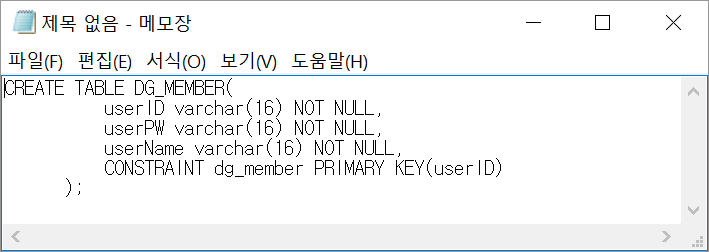 제목 없음 - 메모장
파일(F) 편집(E) 서식(O) 보기(V) 도움말(H)
CREATE TABLE DG_MEMBER(
userID varchar(16) NOT NULL,
userPW varchar(16) NOT NULL,
userName varchar(16) NOT NULL,
CONSTRAINT dg_member PRIMARY KEY(userID)
);